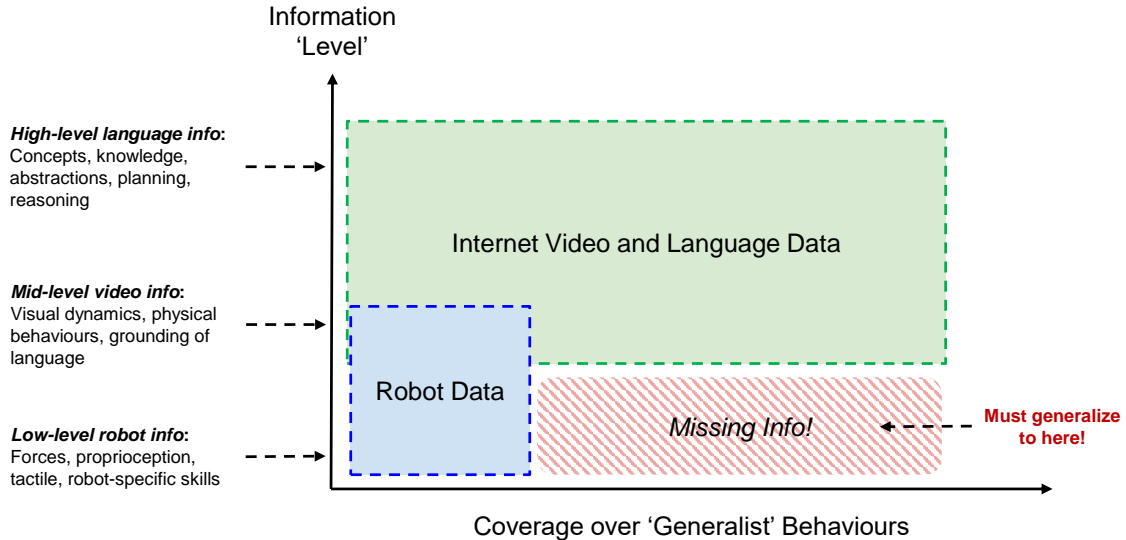 Information
‘Level’
High-level language info:
Concepts, knowledge,
abstractions, planning,
reasoning
Internet Video and Language Data
Mid-level video info:
Visual dynamics, physical
behaviours, grounding of
language
Robot Data
Missing Info!
Must generalize
to here!
Low-level robot info:
Forces, proprioception,
tactile, robot-specific skills
Coverage over ‘Generalist’ Behaviours